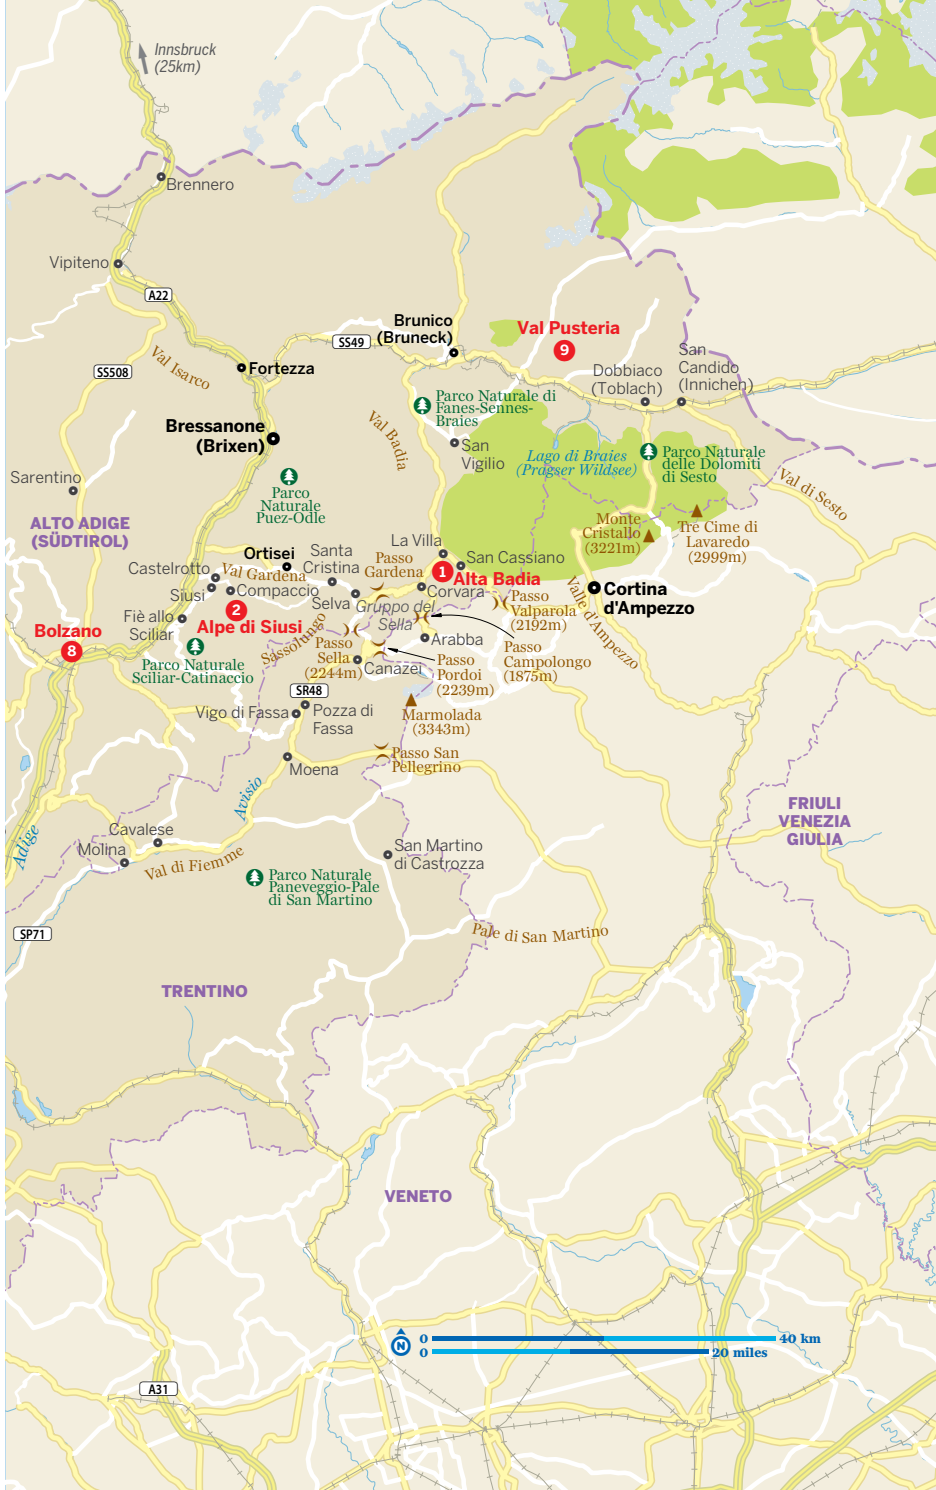 Innsbruck
(25km)
Brennero
Vipiteno
A22
Val Isarco
SS508
Fortezza
SS49
Brunico
(Bruneck)
Val Pusteria
9
San
Candido
(Innichen)
Dobbiaco
(Toblach)
Parco Naturale di
Fanes-Sennes-
Braies
Val Badia
Bressanone
(Brixen)
San
Vigilio
Lago di Braies
(Pragser Wildsee)
Parco Naturale
delle Dolomiti
di Sesto
Val di Sesto
Sarentino
Parco
Naturale
Puez-Odle
ALTO ADIGE
(SÜDTIROL)
Monte
Cristallo
(3221m)
Tre Cime di
Lavaredo
(2999m)
La Villa
San Cassiano
Ortisei
Santa
Cristina
Passo
Gardena
1
Alta Badia
Castelrotto
Val Gardena
Siusi
Compaccio
Corvara
Selva
Gruppo del
Sella
Passo
Valparola
(2192m)
Valle d'Ampezzo
Cortina
d'Ampezzo
2
Alpe di Siusi
Fiè allo
Sciliar
Bolzano
8
Sassolungo
Arabba
Passo
Sella
(2244m)
Passo
Campolongo
(1875m)
Canazei
Passo
Pordoi
(2239m)
Parco Naturale
Sciliar-Catinaccio
SR48
Vigo di Fassa
Pozza di
Fassa
Marmolada
(3343m)
Moena
Passo San
Pellegrino
Avisio
Adige
FRIULI
VENEZIA
GIULIA
Cavalese
Molina
Val di Fiemme
San Martino
di Castrozza
Parco Naturale
Paneveggio-Pale
di San Martino
SP71
Pale di San Martino
TRENTINO
VENETO
N
0
40 km
0
20 miles
A31